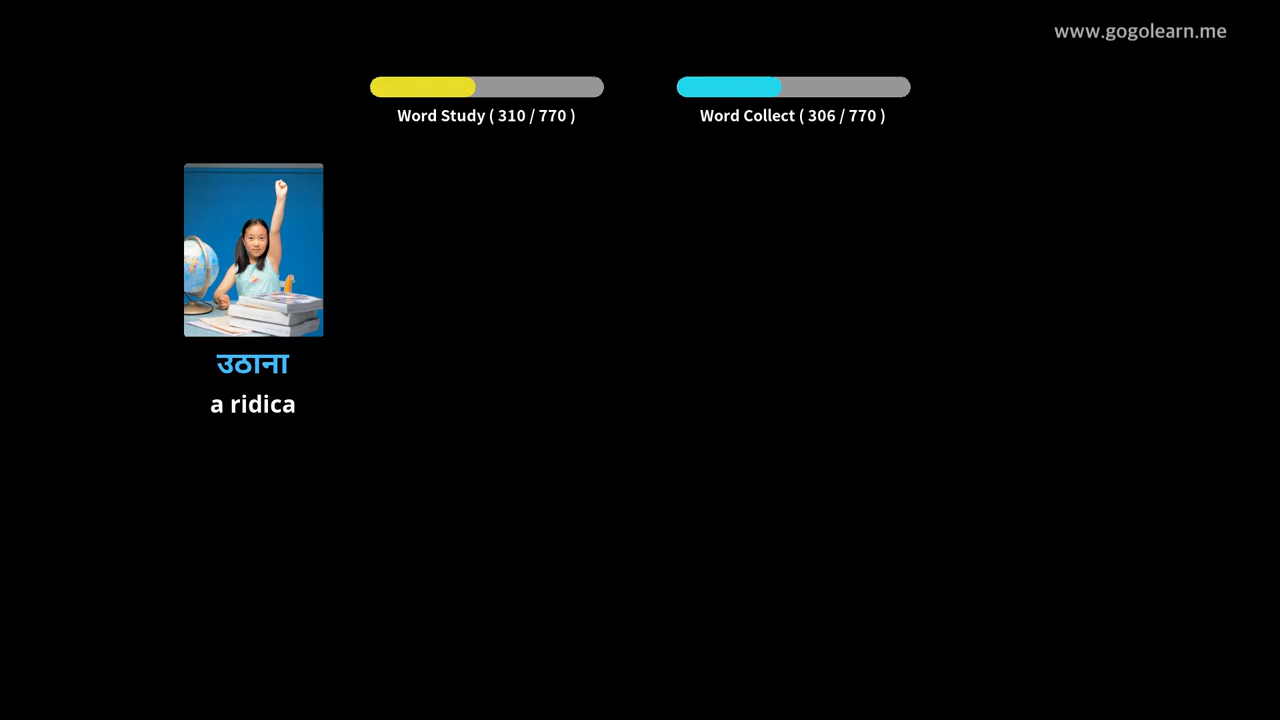 www.gogolearn.me
Word Study ( 310 / 770 )
Word Collect ( 306 / 770 )
उठाना
a ridica